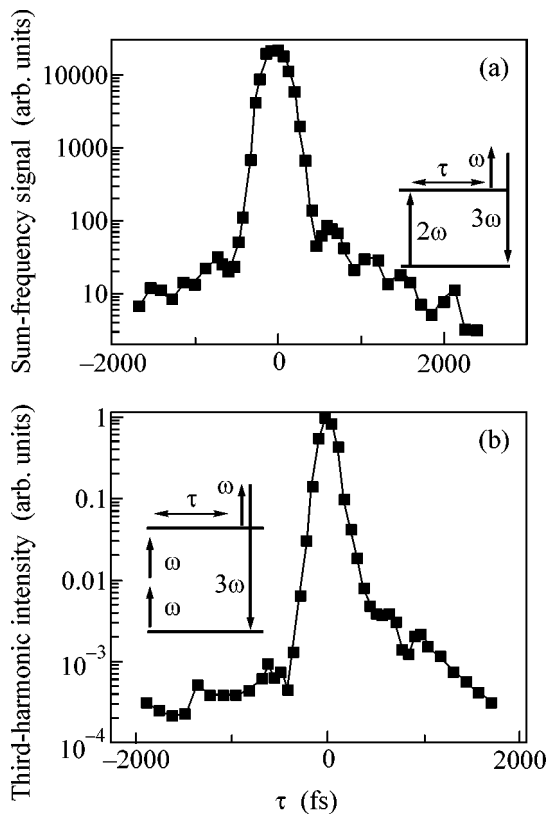 Sum-frequency signal (arb. units)
10000
1000
100
10
(a)
τ
ω
2ω
3ω
−2000
0
2000
Third-harmonic intensity (arb. units)
1
0.1
0.01
10⁻³
10⁻⁴
(b)
τ
ω
ω
ω
3ω
−2000
0
2000
τ (fs)